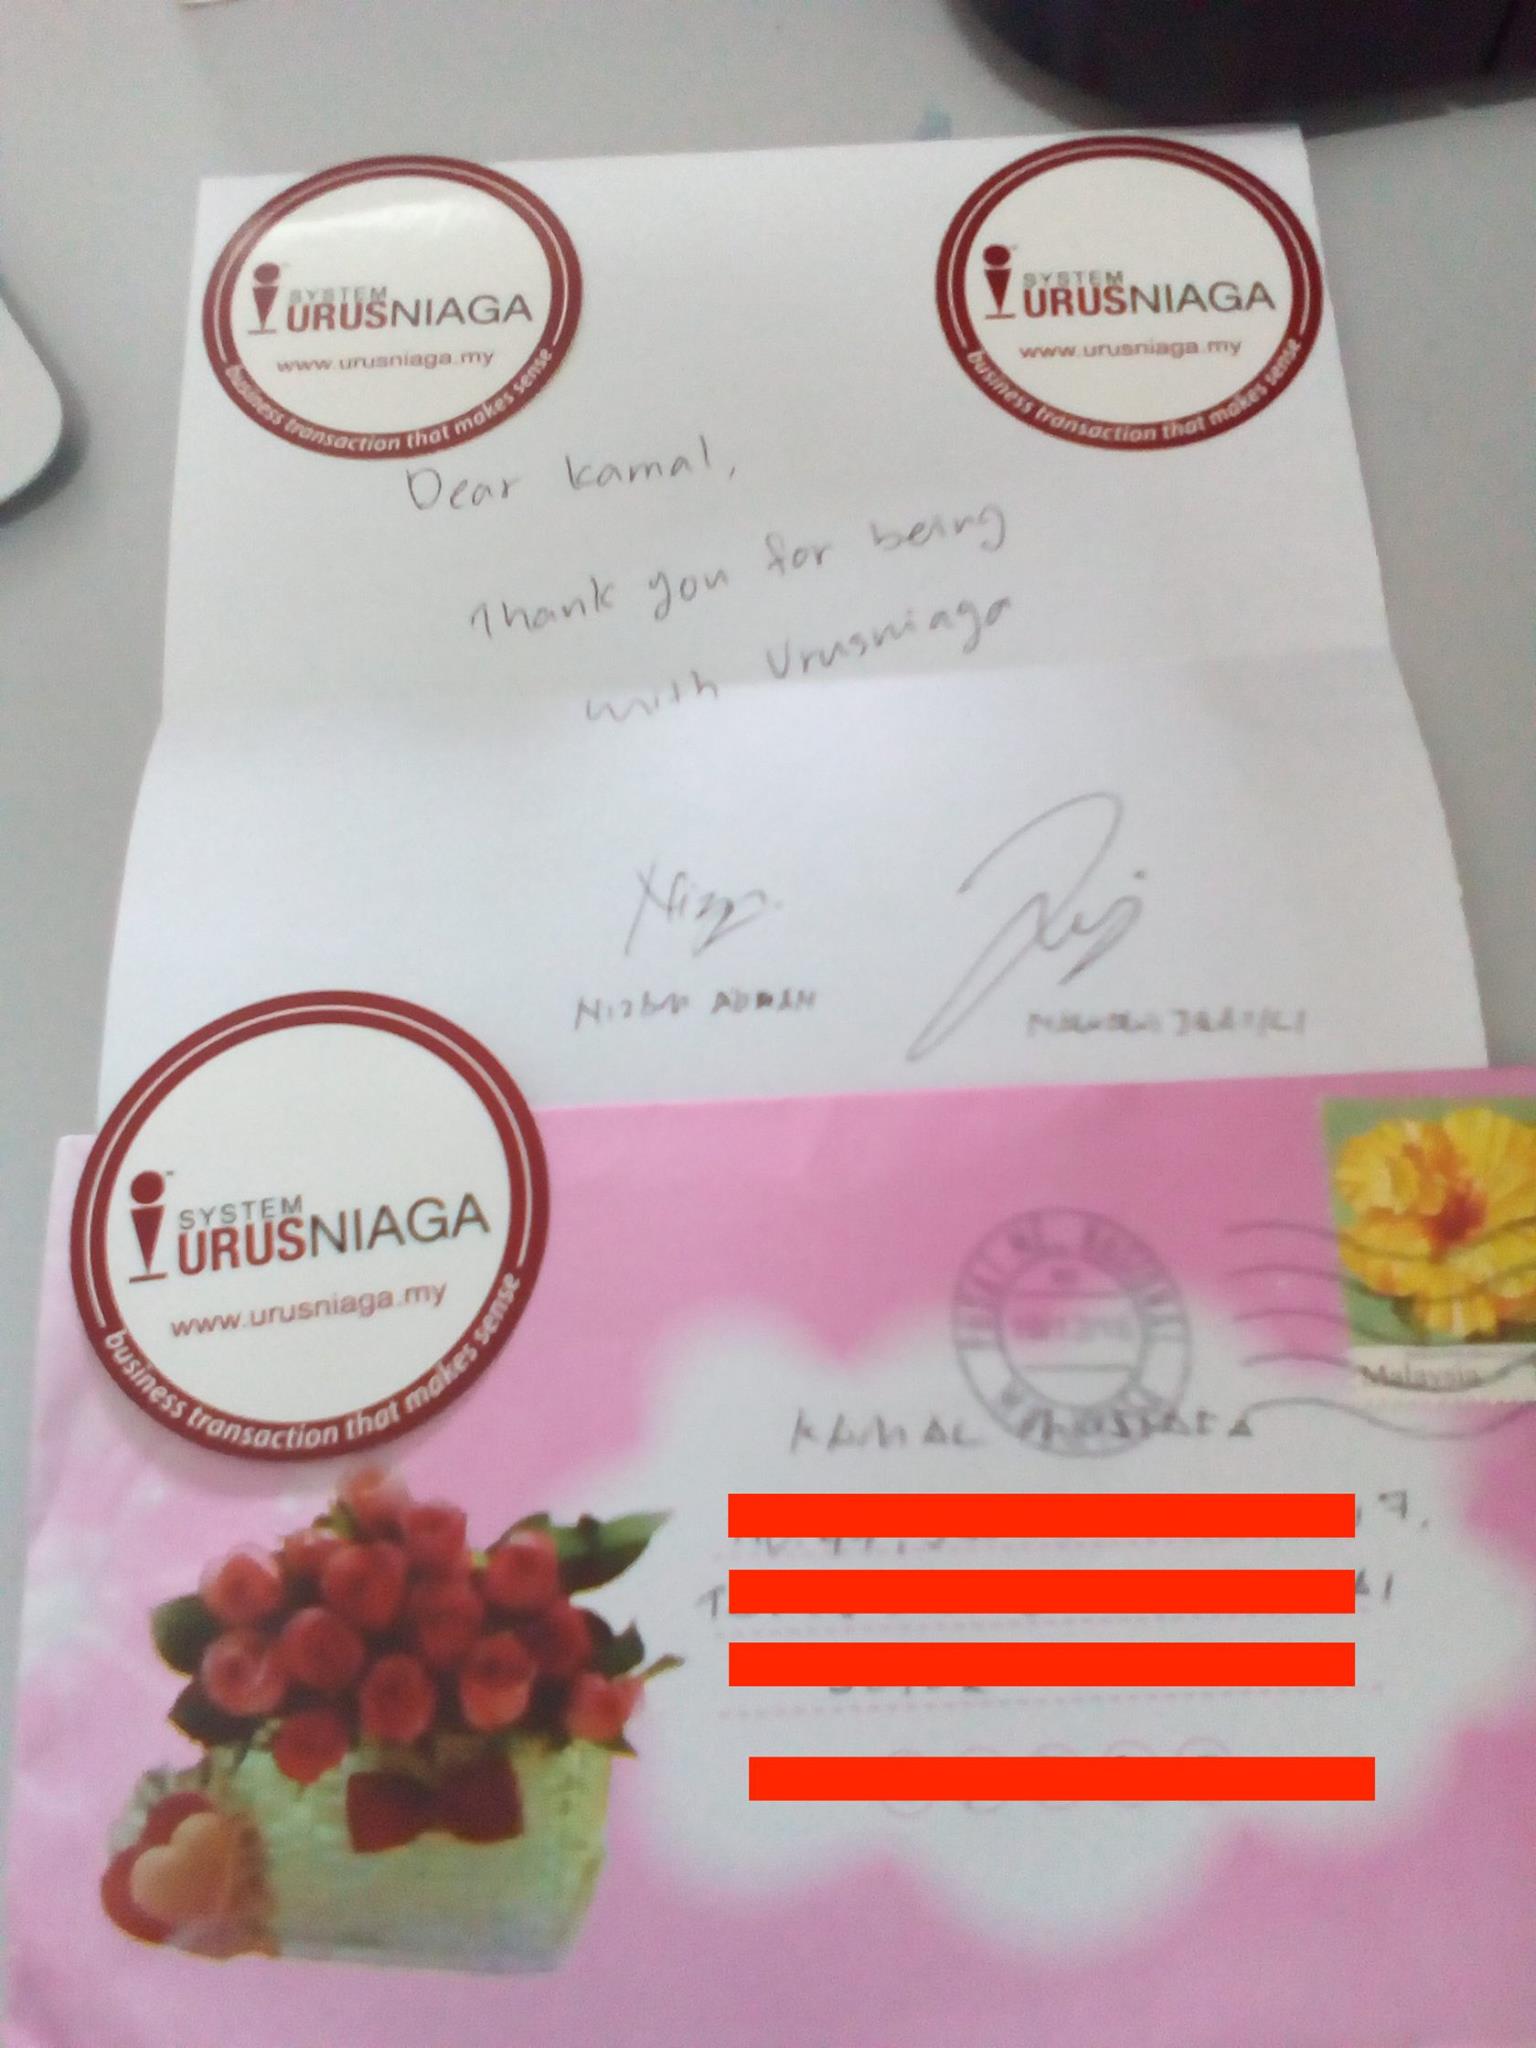 SYSTEM
URUSNIAGA
www.urusniaga.my
business transaction that makes sense
SYSTEM
URUSNIAGA
www.urusniaga.my
business transaction that makes sense
Dear Kamal,
Thank you for being
with Urusniaga
SYSTEM
URUSNIAGA
www.urusniaga.my
business transaction that makes sense
Malaysia
KAMAL MUSTAFA